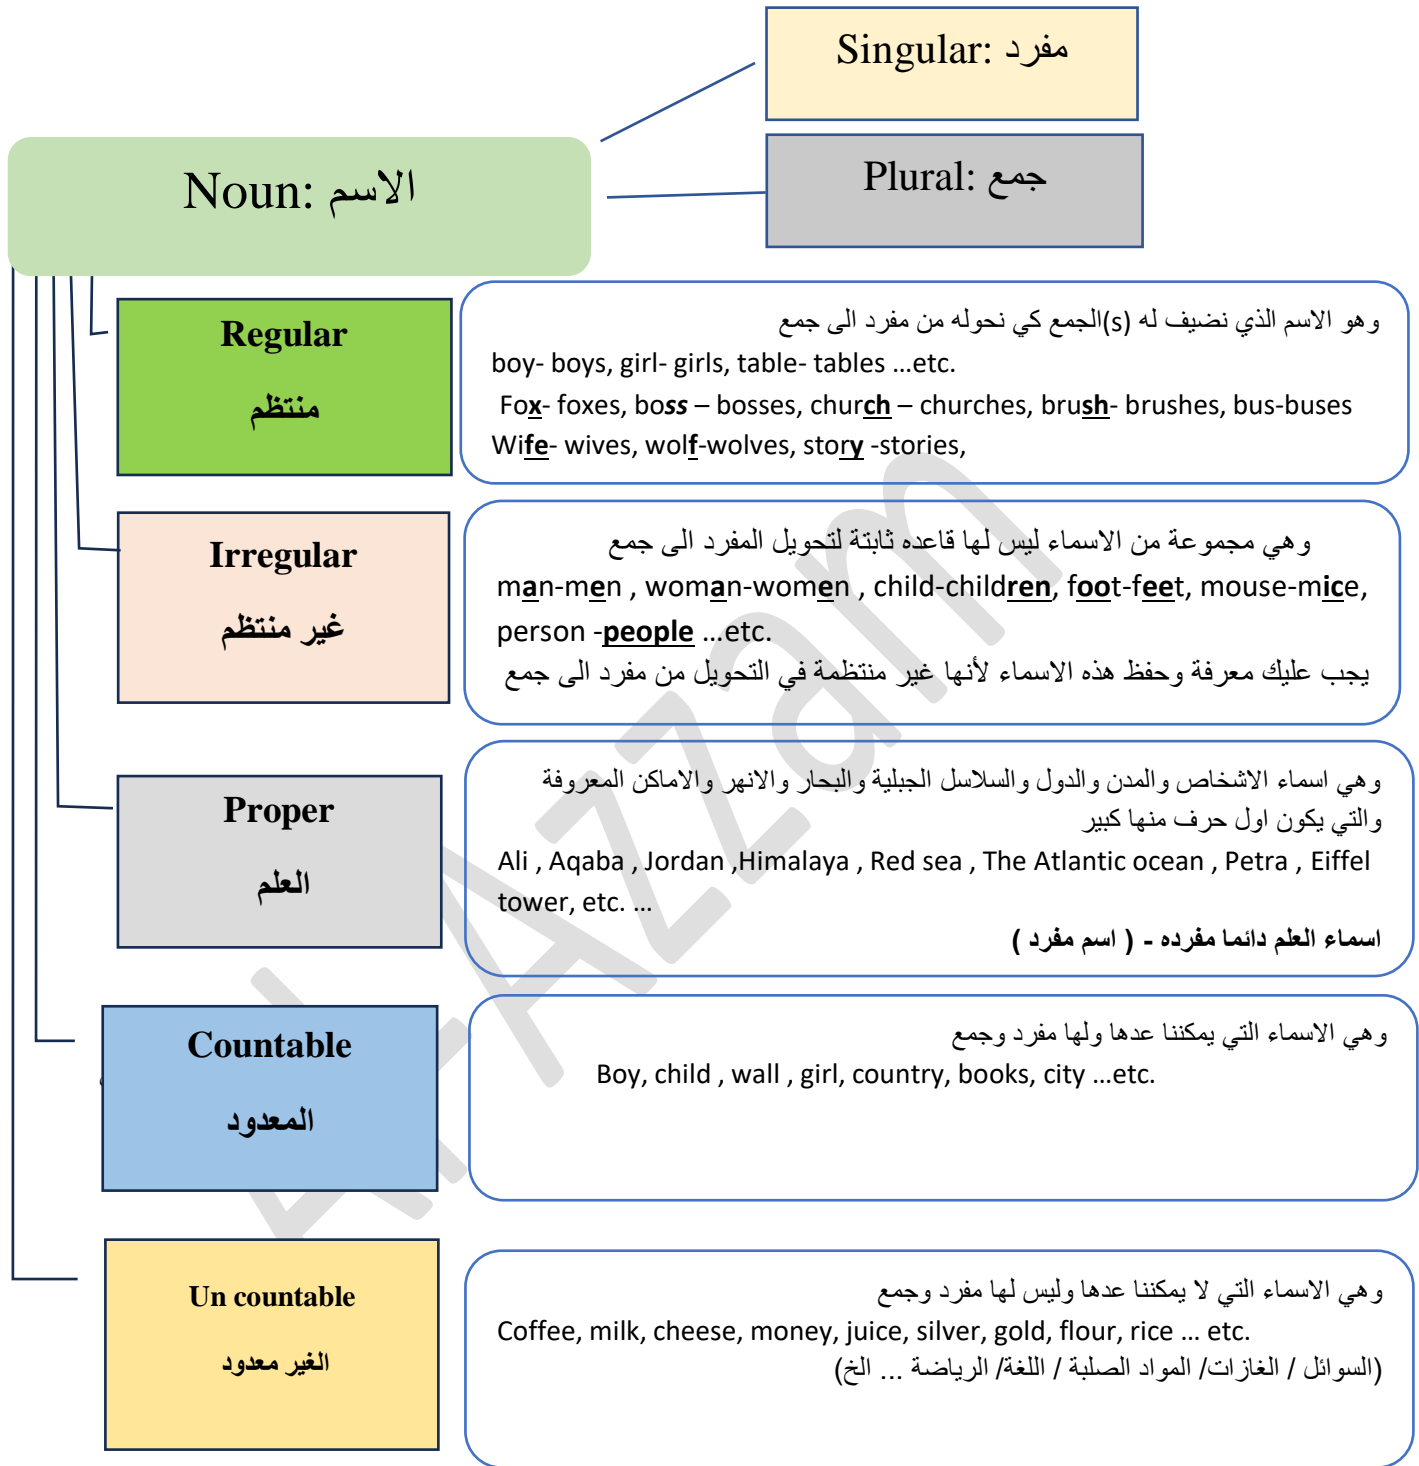 Singular: مفرد
Plural: جمع
Noun: الاسم
Regular
منتظم
وهو الاسم الذي نضيف له (s)الجمع كي نحوله من مفرد الى جمع
boy- boys, girl- girls, table- tables …etc.
Fox- foxes, boss – bosses, church – churches, brush- brushes, bus-buses
Wife- wives, wolf-wolves, story -stories,
Irregular
غير منتظم
وهي مجموعة من الاسماء ليس لها قاعده ثابتة لتحويل المفرد الى جمع
man-men , woman-women , child-children, foot-feet, mouse-mice,
person -people …etc.
يجب عليك معرفة وحفظ هذه الاسماء لأنها غير منتظمة في التحويل من مفرد الى جمع
Proper
العلم
وهي اسماء الاشخاص والمدن والدول والسلاسل الجبلية والبحار والانهر والاماكن المعروفة
والتي يكون اول حرف منها كبير
Ali , Aqaba , Jordan ,Himalaya , Red sea , The Atlantic ocean , Petra , Eiffel
tower, etc. …
اسماء العلم دائما مفرده - ( اسم مفرد )
Countable
المعدود
وهي الاسماء التي يمكننا عدها ولها مفرد وجمع
Boy, child , wall , girl, country, books, city …etc.
Un countable
الغير معدود
وهي الاسماء التي لا يمكننا عدها وليس لها مفرد وجمع
Coffee, milk, cheese, money, juice, silver, gold, flour, rice … etc.
(السوائل / الغازات/ المواد الصلبة / اللغة/ الرياضة ... الخ)
Al-Azzam